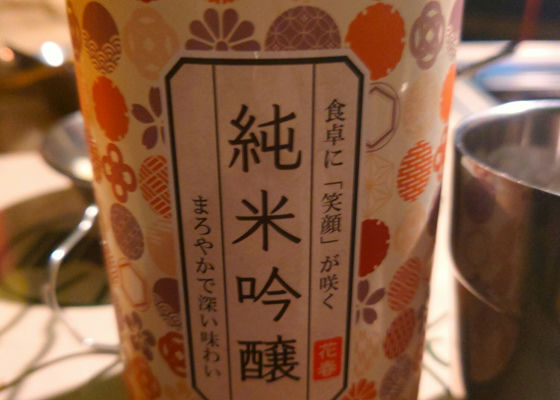 食卓に「笑顔」が咲く
花春
純米吟醸
まろやかで深い味わい